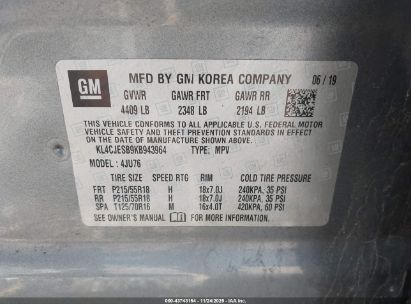 GM
MFD BY GM KOREA COMPANY 06/19
GVWR GAWR FRT GAWR RR
4409 LB 2348 LB 2194 LB
THIS VEHICLE CONFORMS TO ALL APPLICABLE U.S. FEDERAL MOTOR
VEHICLE SAFETY AND THEFT PREVENTION STANDARDS IN EFFECT ON
THE DATE OF MANUFACTURE SHOWN ABOVE.
KL4CJESB9KB943964 TYPE: MPV
MODEL: 4JU76
TIRE SIZE SPEED RTG RIM COLD TIRE PRESSURE
FRT P215/55R18 H 18x7.0J 240KPA, 35 PSI
RR P215/55R18 H 18x7.0J 240KPA, 35 PSI
SPA T125/70R16 M 16x4.0T 420KPA, 60 PSI
SEE OWNER'S MANUAL FOR MORE INFORMATION